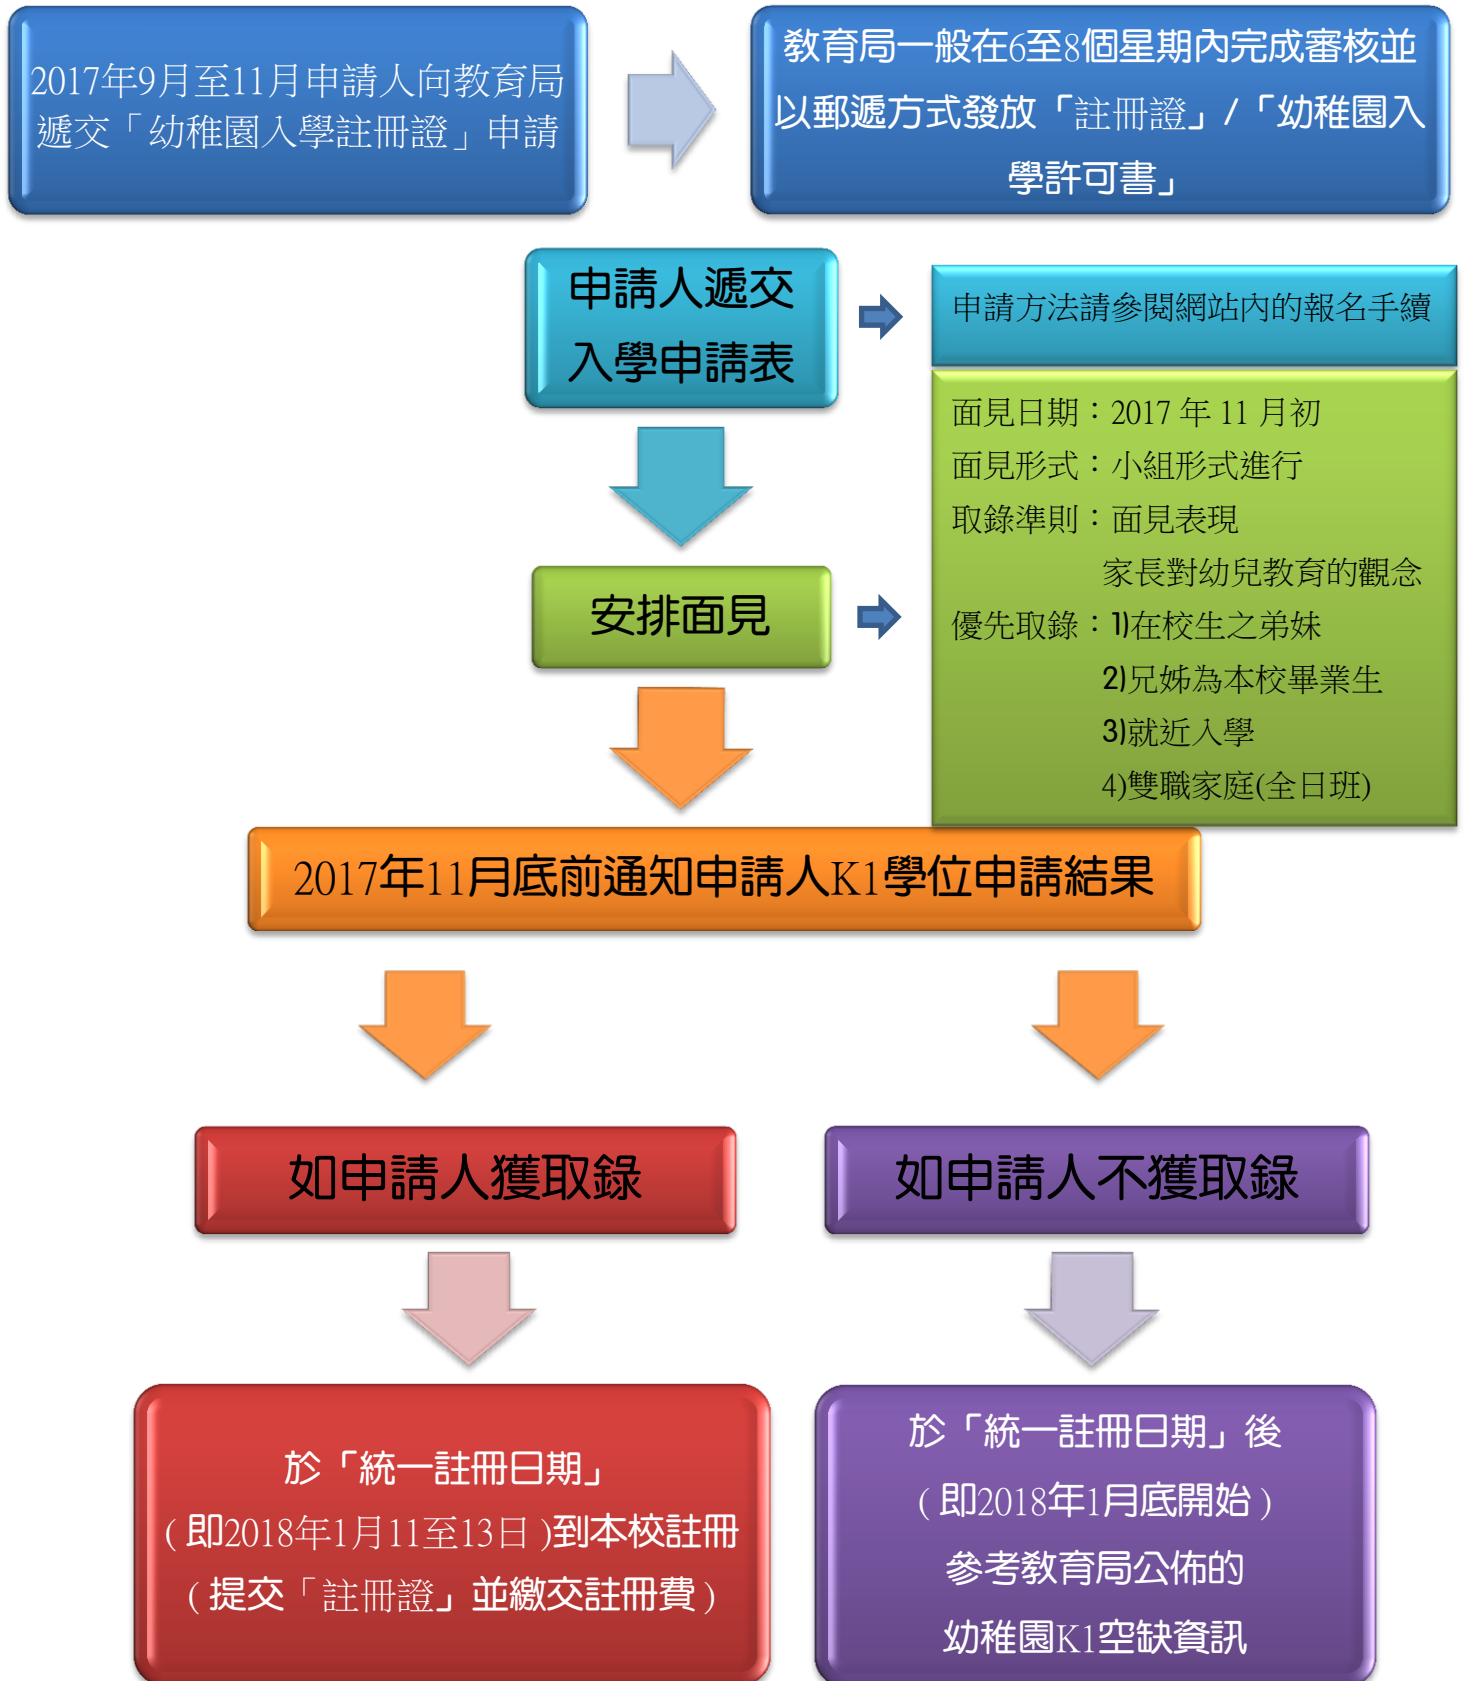 2017年9月至11月申請人向教育局
遞交「幼稚園入學註冊證」申請
教育局一般在6至8個星期內完成審核並
以郵遞方式發放「註冊證」/「幼稚園入
學許可書」
申請人遞交
入學申請表
申請方法請參閱網站內的報名手續
面見日期：2017 年 11 月初
面見形式：小組形式進行
取錄準則：面見表現
家長對幼兒教育的觀念
優先取錄：1)在校生之弟妹
2)兄姊為本校畢業生
3)就近入學
4)雙職家庭(全日班)
安排面見
2017年11月底前通知申請人K1學位申請結果
如申請人獲取錄
如申請人不獲取錄
於「統一註冊日期」
(即2018年1月11至13日)到本校註冊
(提交「註冊證」並繳交註冊費)
於「統一註冊日期」後
(即2018年1月底開始)
參考教育局公佈的
幼稚園K1空缺資訊